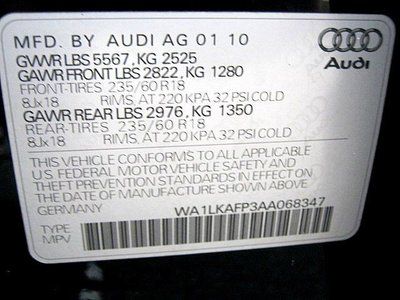 MFD. BY AUDI AG 01 10
GVWR LBS 5567, KG 2525
GAWR FRONT LBS 2822, KG 1280
FRONT-TIRES 235/60 R18
8Jx18 RIMS, AT 220 KPA 32 PSI COLD
GAWR REAR LBS 2976, KG 1350
REAR-TIRES 235/60 R18
8Jx18 RIMS, AT 220 KPA 32 PSI COLD
THIS VEHICLE CONFORMS TO ALL APPLICABLE
U.S. FEDERAL MOTOR VEHICLE SAFETY AND
THEFT PREVENTION STANDARDS IN EFFECT ON
THE DATE OF MANUFACTURE SHOWN ABOVE.
GERMANY WA1LKAFP3AA068347
TYPE
MPV
Audi